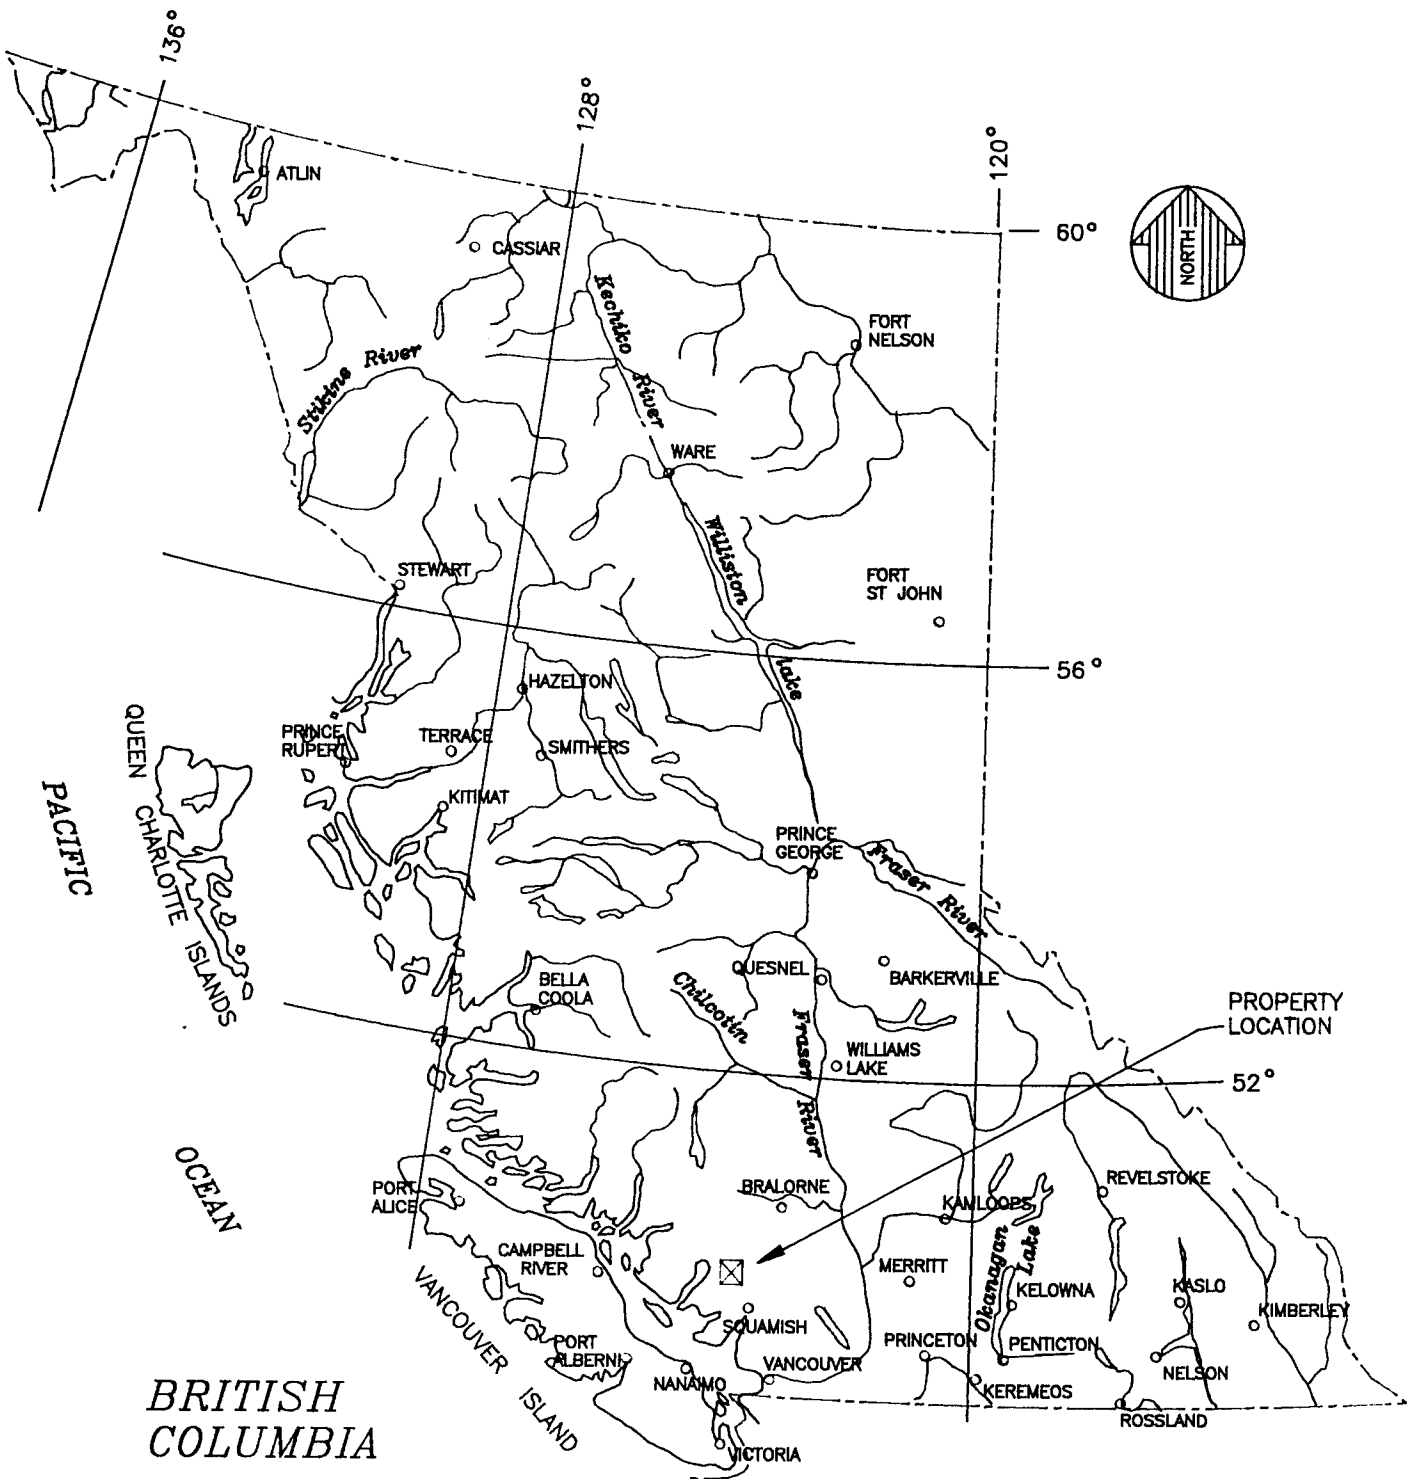 136°
128°
120°
60°
NORTH
ATLIN
CASSIAR
Kechiko River
FORT
NELSON
Stikine River
WARE
Williston
lake
STEWART
FORT
ST JOHN
56°
HAZELTON
PRINCE
RUPERT
TERRACE
SMITHERS
KITIMAT
QUEEN CHARLOTTE ISLANDS
PACIFIC
PRINCE
GEORGE
Fraser River
QUESNEL
BARKERVILLE
BELLA
COOLA
Chilcotin
Fraser River
WILLIAMS
LAKE
PROPERTY
LOCATION
52°
OCEAN
PORT
ALICE
BRALORNE
KAMLOOPS
REVELSTOKE
CAMPBELL
RIVER
MERRITT
Okanagan
Lake
KELOWNA
KASLO
KIMBERLEY
VANCOUVER ISLAND
SQUAMISH
PORT
ALBERNI
PRINCETON
PENTICTON
NANAIMO
VANCOUVER
KEREMEOS
NELSON
ROSSLAND
VICTORIA
BRITISH
COLUMBIA